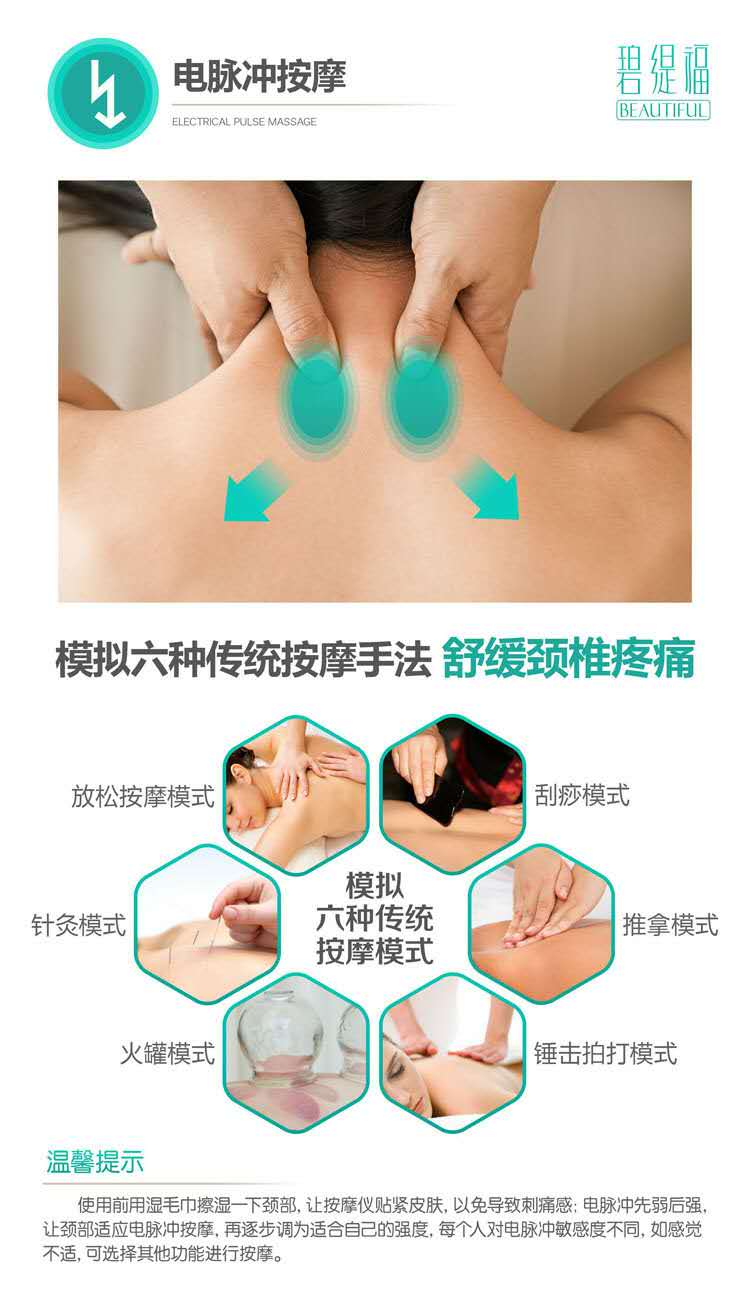 电脉冲按摩
ELECTRICAL PULSE MASSAGE
碧缇福
BEAUTIFUL
模拟六种传统按摩手法 舒缓颈椎疼痛
放松按摩模式
刮痧模式
针灸模式
模拟
六种传统
按摩模式
推拿模式
火罐模式
锤击拍打模式
温馨提示
使用前用湿毛巾擦湿一下颈部, 让按摩仪贴紧皮肤, 以免导致刺痛感; 电脉冲先弱后强,
让颈部适应电脉冲按摩, 再逐步调为适合自己的强度, 每个人对电脉冲敏感度不同, 如感觉
不适, 可选择其他功能进行按摩。